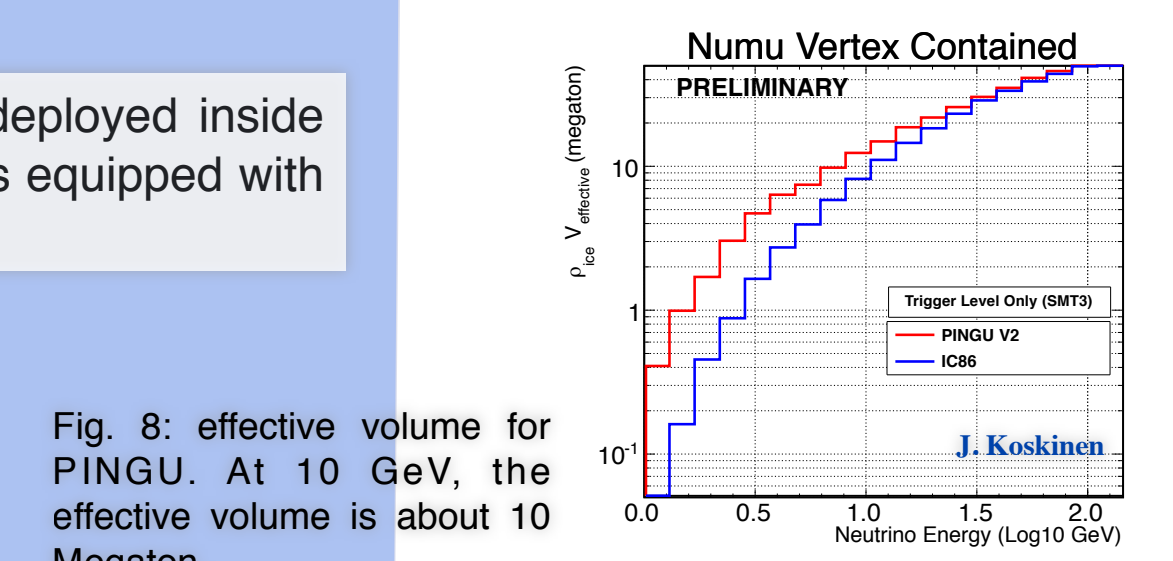 deployed inside
s equipped with
Fig. 8: effective volume for
PINGU. At 10 GeV, the
effective volume is about 10
Megaton
Numu Vertex Contained
PRELIMINARY
ρice Veffective (megaton)
10
1
10-1
Trigger Level Only (SMT3)
PINGU V2
IC86
J. Koskinen
0.0 0.5 1.0 1.5 2.0
Neutrino Energy (Log10 GeV)